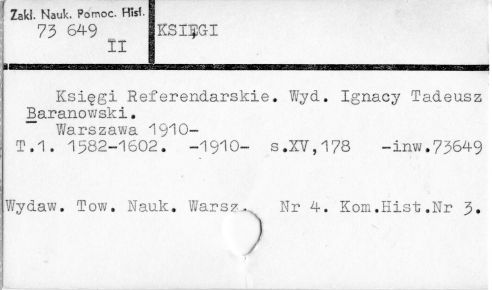 Zakł. Nauk. Pomoc. Hist.
73 649
II
KSIĘGI
Księgi Referendarskie. Wyd. Ignacy Tadeusz
Baranowski.
Warszawa 1910-
T.1. 1582-1602. -1910- s.XV,178 -inw.73649
Wydaw. Tow. Nauk. Warsz. Nr 4. Kom.Hist.Nr 3.